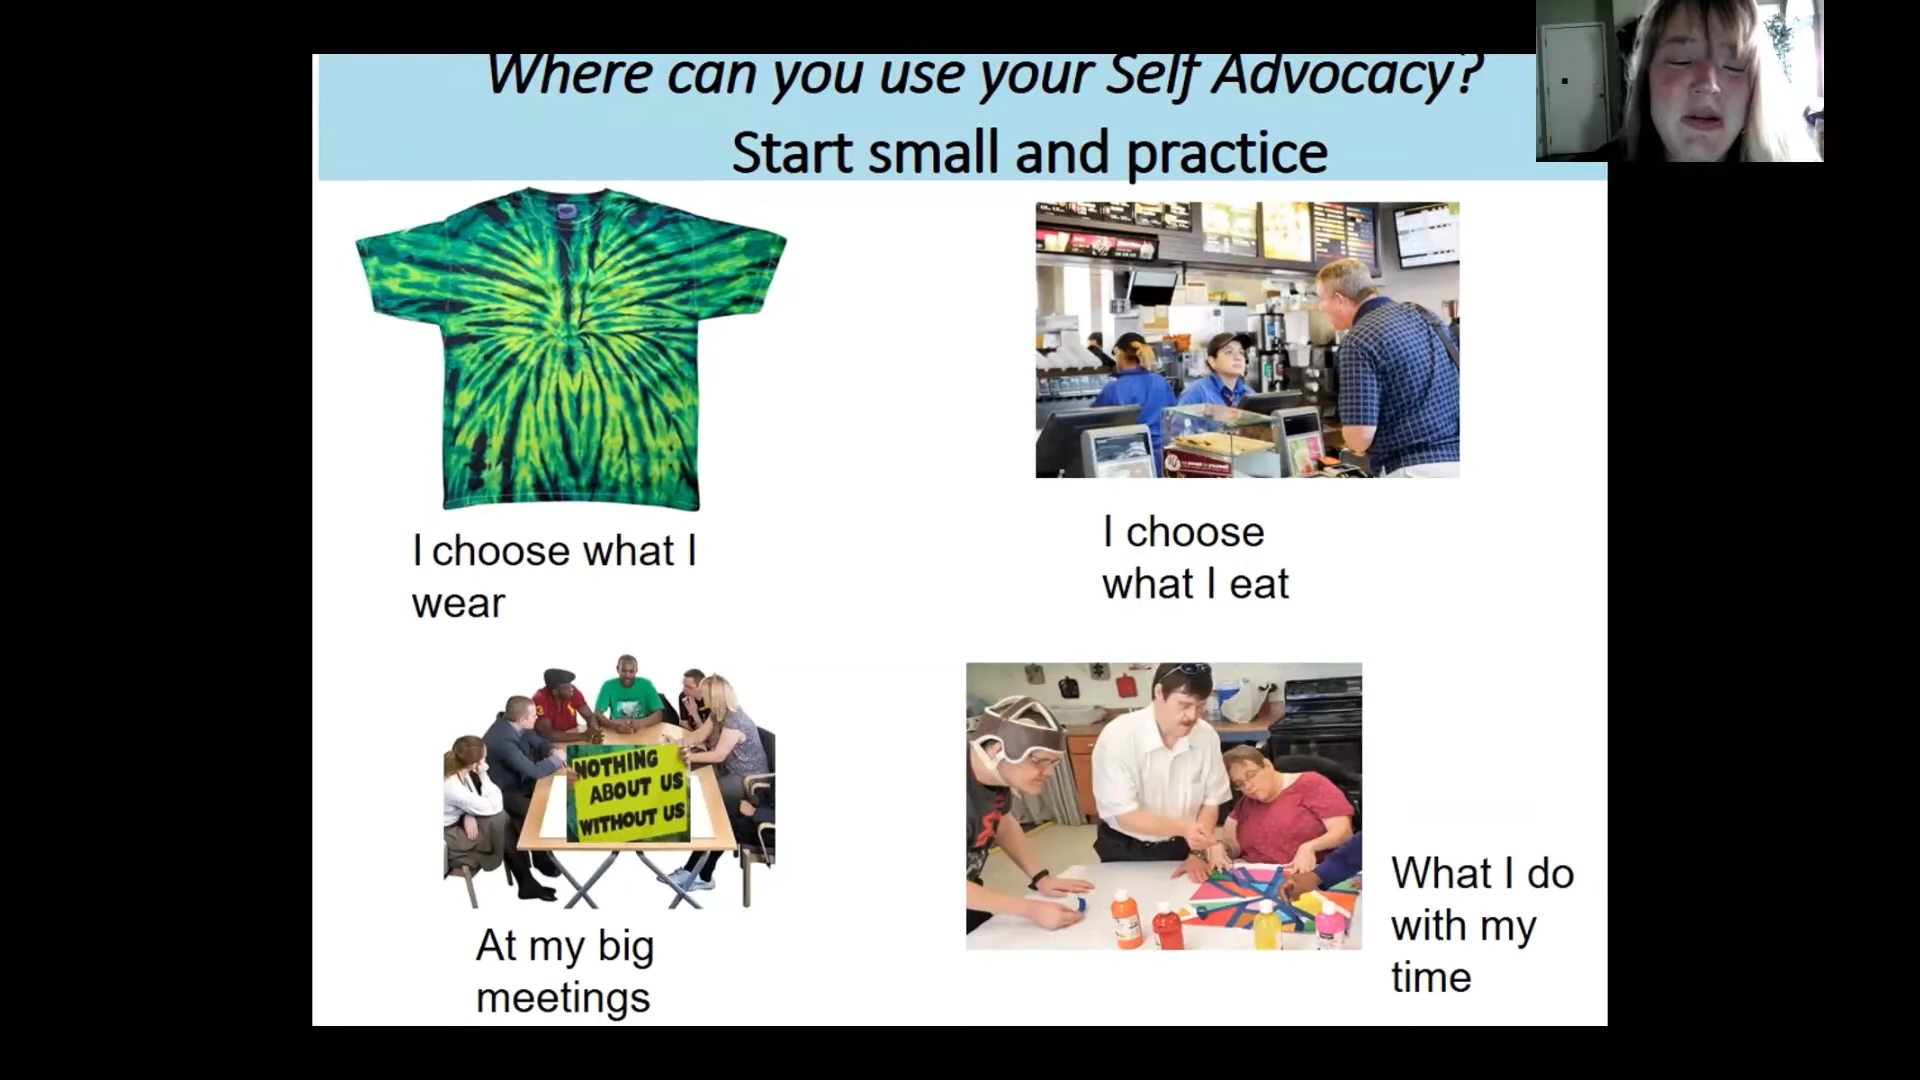 Where can you use your Self Advocacy?
Start small and practice
I choose what I
wear
I choose
what I eat
NOTHING
ABOUT US
WITHOUT US
At my big
meetings
What I do
with my
time